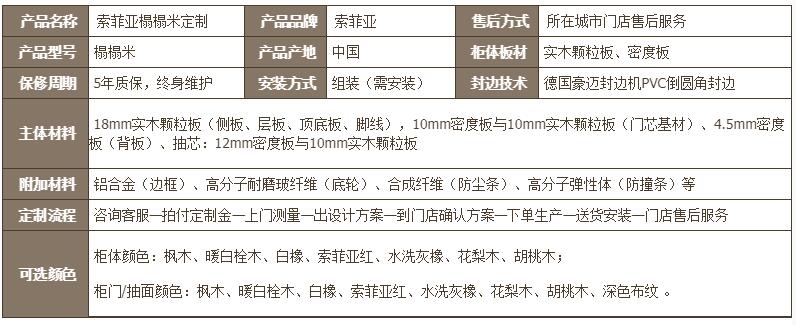 产品名称 索菲亚榻榻米定制 产品品牌 索菲亚 售后方式 所在城市门店售后服务
产品型号 榻榻米 产品产地 中国 柜体板材 实木颗粒板、密度板
保修周期 5年质保，终身维护 安装方式 组装（需安装） 封边技术 德国豪迈封边机PVC倒圆角封边
主体材料 18mm实木颗粒板（侧板、层板、顶底板、脚线），10mm密度板与10mm实木颗粒板（门芯基材）、4.5mm密度
板（背板）、抽芯：12mm密度板与10mm实木颗粒板
附加材料 铝合金（边框）、高分子耐磨玻纤维（底轮）、合成纤维（防尘条）、高分子弹性体（防撞条）等
定制流程 咨询客服—拍付定制金—上门测量—出设计方案—到门店确认方案—下单生产—送货安装—门店售后服务
可选颜色 柜体颜色：枫木、暖白栓木、白橡、索菲亚红、水洗灰橡、花梨木、胡桃木；
柜门/抽面颜色：枫木、暖白栓木、白橡、索菲亚红、水洗灰橡、花梨木、胡桃木、深色布纹 。